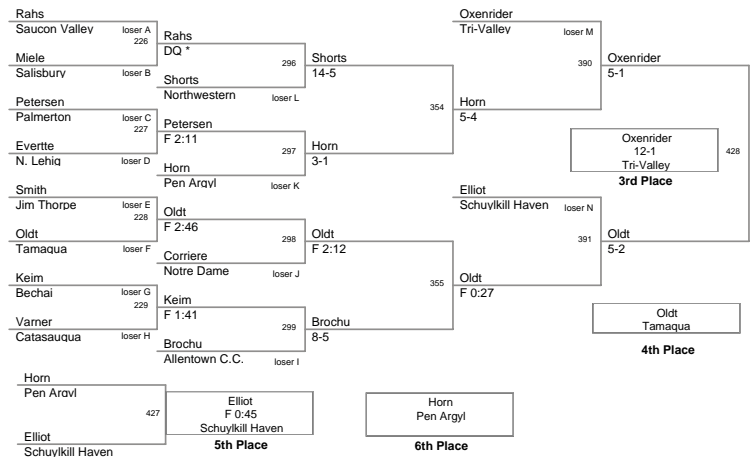 Rahs
Saucon Valley loser A
226
Miele
Salisbury loser B
Rahs
DQ *
296
Shorts
Northwestern loser L
Shorts
14-5
Petersen
Palmerton loser C
227
Evertte
N. Lehig loser D
Petersen
F 2:11
297
Horn
Pen Argyl loser K
Horn
3-1
354
Horn
5-4
Oxenrider
Tri-Valley loser M
390
Oxenrider
5-1
Smith
Jim Thorpe loser E
228
Oldt
Tamaqua loser F
Oldt
F 2:46
298
Corriere
Notre Dame loser J
Oldt
F 2:12
Keim
Bechai loser G
229
Varner
Catasauqua loser H
Keim
F 1:41
299
Brochu
Allentown C.C. loser I
Brochu
8-5
355
Oldt
F 0:27
Elliot
Schuylkill Haven loser N
391
Oldt
5-2
428
Oxenrider
12-1
Tri-Valley
3rd Place
Oldt
Tamaqua
4th Place
Horn
Pen Argyl
427
Elliot
Schuylkill Haven
Elliot
F 0:45
Schuylkill Haven
5th Place
Horn
Pen Argyl
6th Place